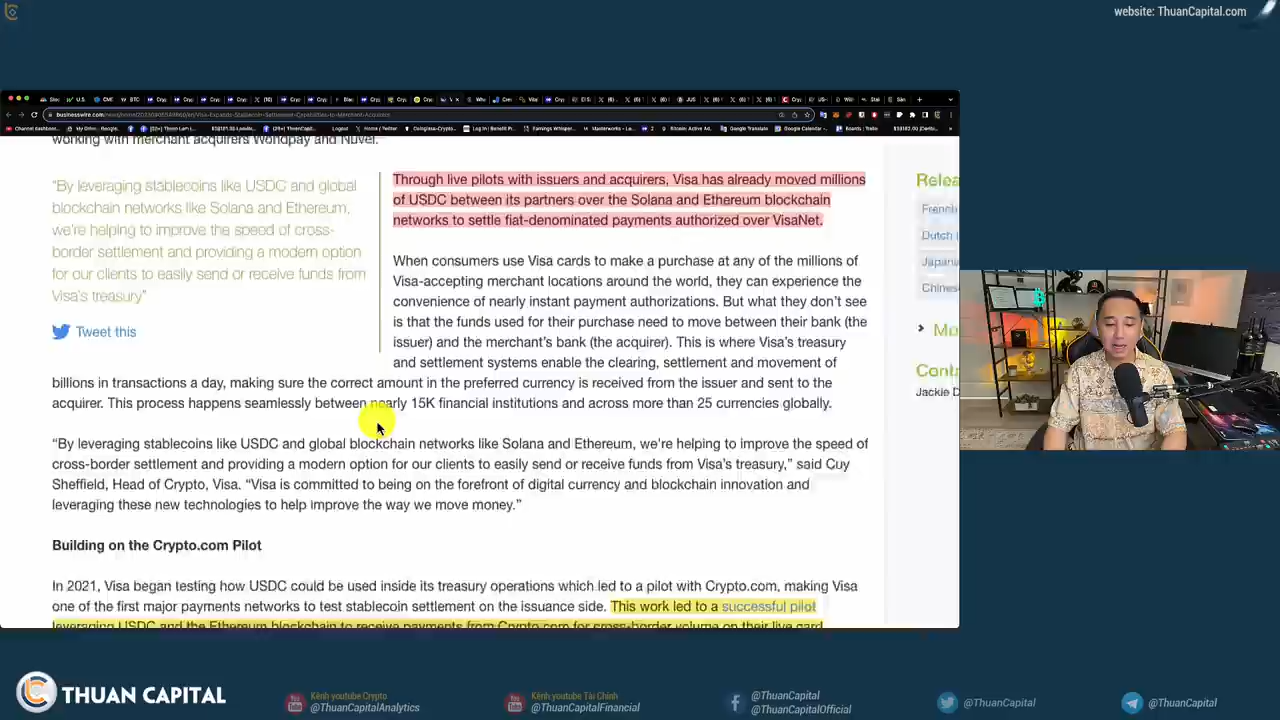 website: ThuanCapital.com
working with merchant acquirers Worldpay and Nuvei.
“By leveraging stablecoins like USDC and global
blockchain networks like Solana and Ethereum,
we're helping to improve the speed of cross-
border settlement and providing a modern option
for our clients to easily send or receive funds from
Visa's treasury”
Tweet this
Through live pilots with issuers and acquirers, Visa has already moved millions
of USDC between its partners over the Solana and Ethereum blockchain
networks to settle fiat-denominated payments authorized over VisaNet.
When consumers use Visa cards to make a purchase at any of the millions of
Visa-accepting merchant locations around the world, they can experience the
convenience of nearly instant payment authorizations. But what they don't see
is that the funds used for their purchase need to move between their bank (the
issuer) and the merchant's bank (the acquirer). This is where Visa's treasury
and settlement systems enable the clearing, settlement and movement of
billions in transactions a day, making sure the correct amount in the preferred currency is received from the issuer and sent to the
acquirer. This process happens seamlessly between nearly 15K financial institutions and across more than 25 currencies globally.
“By leveraging stablecoins like USDC and global blockchain networks like Solana and Ethereum, we're helping to improve the speed of
cross-border settlement and providing a modern option for our clients to easily send or receive funds from Visa's treasury,” said Cuy
Sheffield, Head of Crypto, Visa. “Visa is committed to being on the forefront of digital currency and blockchain innovation and
leveraging these new technologies to help improve the way we move money.”
Building on the Crypto.com Pilot
In 2021, Visa began testing how USDC could be used inside its treasury operations which led to a pilot with Crypto.com, making Visa
one of the first major payments networks to test stablecoin settlement on the issuance side. This work led to a successful pilot
leveraging USDC and the Ethereum blockchain to receive payments from Crypto.com for cross-border volume on their live card
Relea
French
Dutch
Japane
Chines
Mo
Contr
Jackie D
THUAN CAPITAL
Kênh youtube Crypto
@ThuanCapitalAnalytics
Kênh youtube Tài Chính
@ThuanCapitalFinancial
@ThuanCapital
@ThuanCapitalOfficial
@ThuanCapital
@ThuanCapital